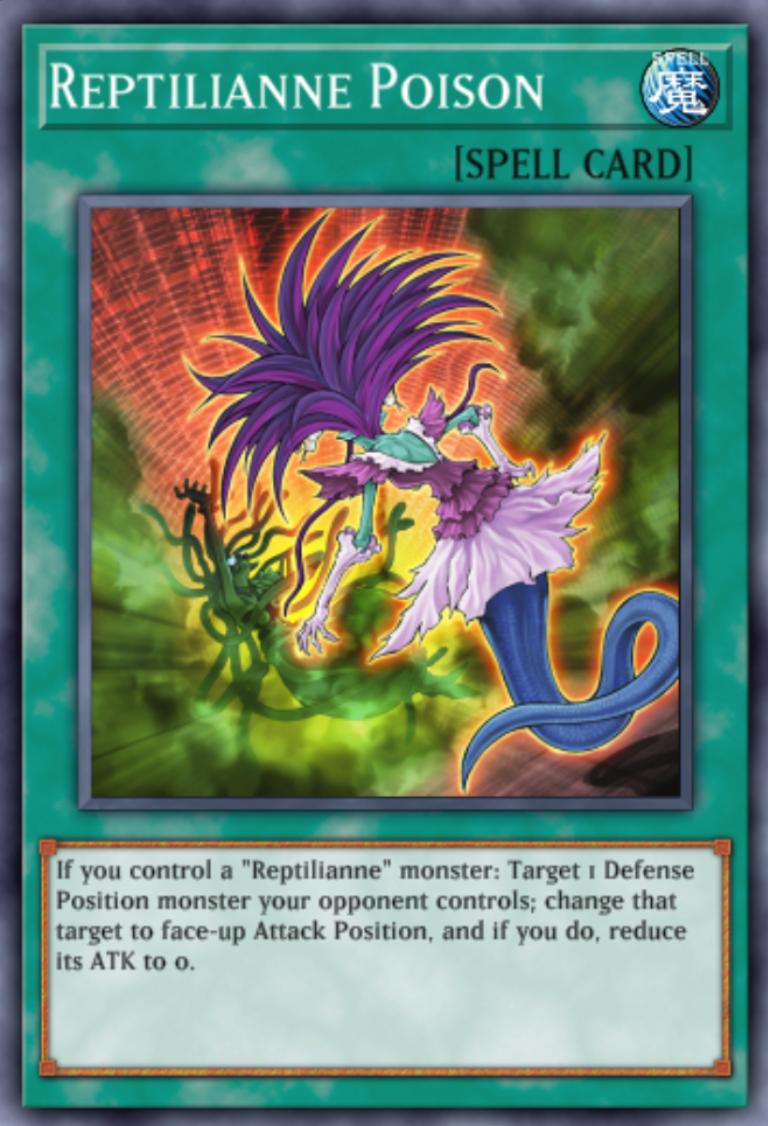 REPTILIANNE POISON
SPELL
魔
[SPELL CARD]
If you control a "Reptilianne" monster: Target 1 Defense
Position monster your opponent controls; change that
target to face-up Attack Position, and if you do, reduce
its ATK to 0.